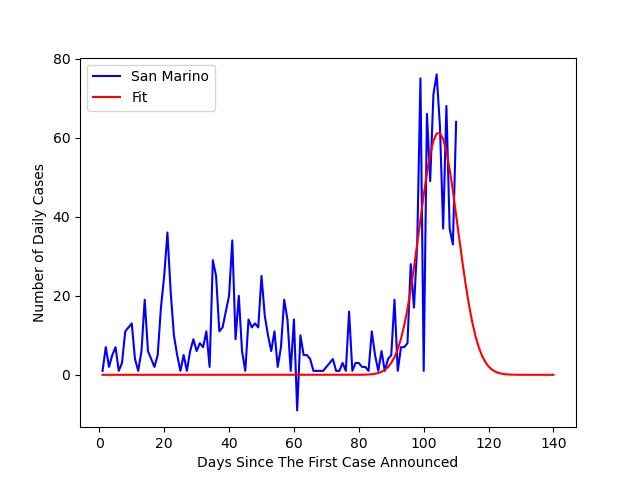 San Marino
Fit
80
60
40
20
0
Number of Daily Cases
0 20 40 60 80 100 120 140
Days Since The First Case Announced